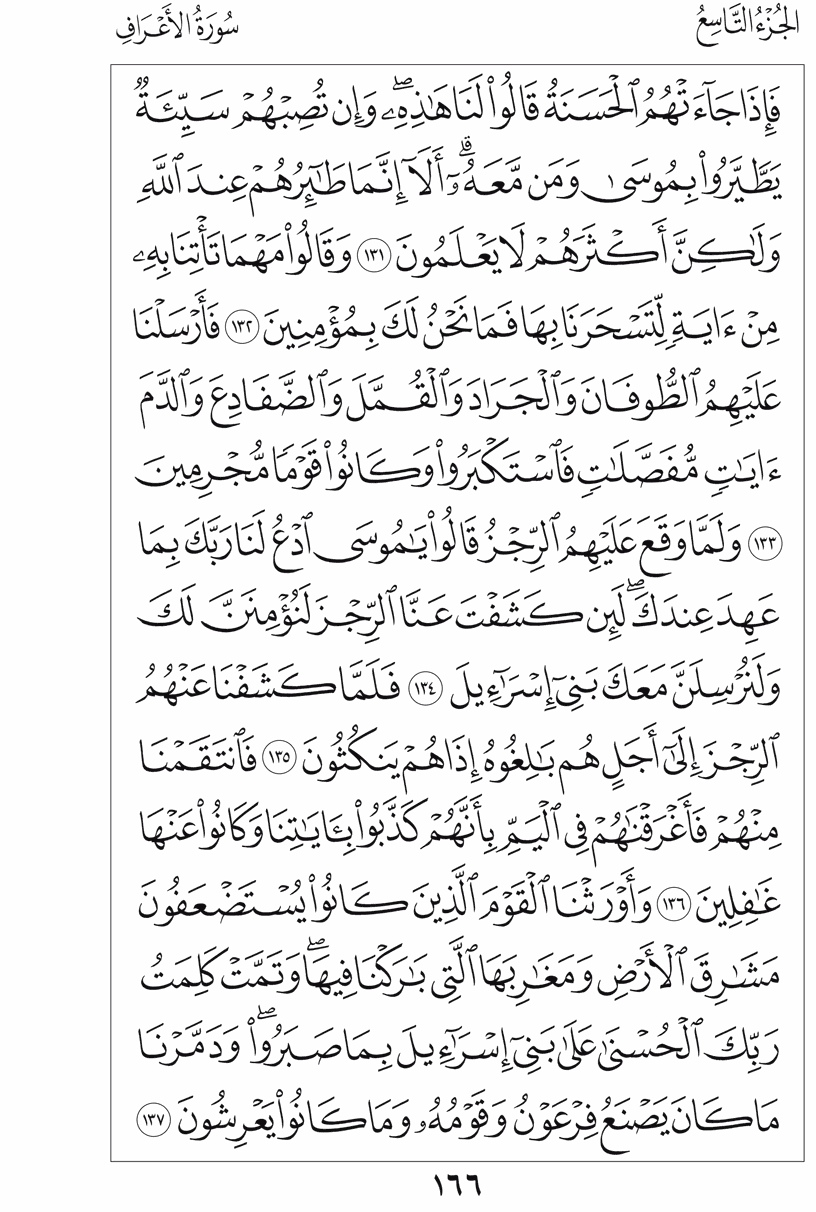 الجُزْءُ التَّاسِعُ
سُورَةُ الأَعْرَافِ
فَإِذَا جَآءَتْهُمُ ٱلْحَسَنَةُ قَالُوا۟ لَنَا هَـٰذِهِۦ ۖ وَإِن تُصِبْهُمْ سَيِّئَةٌ
يَطَّيَّرُوا۟ بِمُوسَىٰ وَمَن مَّعَهُۥٓ ۗ أَلَآ إِنَّمَا طَـٰٓئِرُهُمْ عِندَ ٱللَّهِ
وَلَـٰكِنَّ أَكْثَرَهُمْ لَا يَعْلَمُونَ ١٣١ وَقَالُوا۟ مَهْمَا تَأْتِنَا بِهِۦ
مِنْ ءَايَةٍ لِّتَسْحَرَنَا بِهَا فَمَا نَحْنُ لَكَ بِمُؤْمِنِينَ ١٣٢ فَأَرْسَلْنَا
عَلَيْهِمُ ٱلطُّوفَانَ وَٱلْجَرَادَ وَٱلْقُمَّلَ وَٱلضَّفَادِعَ وَٱلدَّمَ
ءَايَـٰتٍ مُّفَصَّلَـٰتٍ فَٱسْتَكْبَرُوا۟ وَكَانُوا۟ قَوْمًا مُّجْرِمِينَ
١٣٣ وَلَمَّا وَقَعَ عَلَيْهِمُ ٱلرِّجْزُ قَالُوا۟ يَـٰمُوسَى ٱدْعُ لَنَا رَبَّكَ بِمَا
عَهِدَ عِندَكَ ۖ لَئِن كَشَفْتَ عَنَّا ٱلرِّجْزَ لَنُؤْمِنَنَّ لَكَ
وَلَنُرْسِلَنَّ مَعَكَ بَنِىٓ إِسْرَٰٓءِيلَ ١٣٤ فَلَمَّا كَشَفْنَا عَنْهُمُ
ٱلرِّجْزَ إِلَىٰٓ أَجَلٍ هُم بَـٰلِغُوهُ إِذَا هُمْ يَنكُثُونَ ١٣٥ فَٱنتَقَمْنَا
مِنْهُمْ فَأَغْرَقْنَـٰهُمْ فِى ٱلْيَمِّ بِأَنَّهُمْ كَذَّبُوا۟ بِـَٔايَـٰتِنَا وَكَانُوا۟ عَنْهَا
غَـٰفِلِينَ ١٣٦ وَأَوْرَثْنَا ٱلْقَوْمَ ٱلَّذِينَ كَانُوا۟ يُسْتَضْعَفُونَ
مَشَـٰرِقَ ٱلْأَرْضِ وَمَغَـٰرِبَهَا ٱلَّتِى بَـٰرَكْنَا فِيهَا ۖ وَتَمَّتْ كَلِمَتُ
رَبِّكَ ٱلْحُسْنَىٰ عَلَىٰ بَنِىٓ إِسْرَٰٓءِيلَ بِمَا صَبَرُوا۟ ۖ وَدَمَّرْنَا
مَا كَانَ يَصْنَعُ فِرْعَوْنُ وَقَوْمُهُۥ وَمَا كَانُوا۟ يَعْرِشُونَ ١٣٧
١٦٦